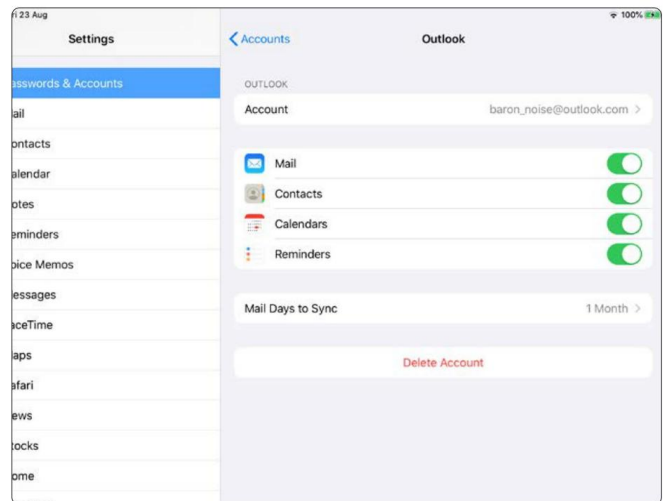 ri 23 Aug
100%
Settings
Accounts
Outlook
asswords & Accounts
ail
ontacts
alendar
otes
eminders
oice Memos
essages
aceTime
aps
afari
ews
tocks
ome
OUTLOOK
Account baron_noise@outlook.com
Mail
Contacts
Calendars
Reminders
Mail Days to Sync 1 Month
Delete Account